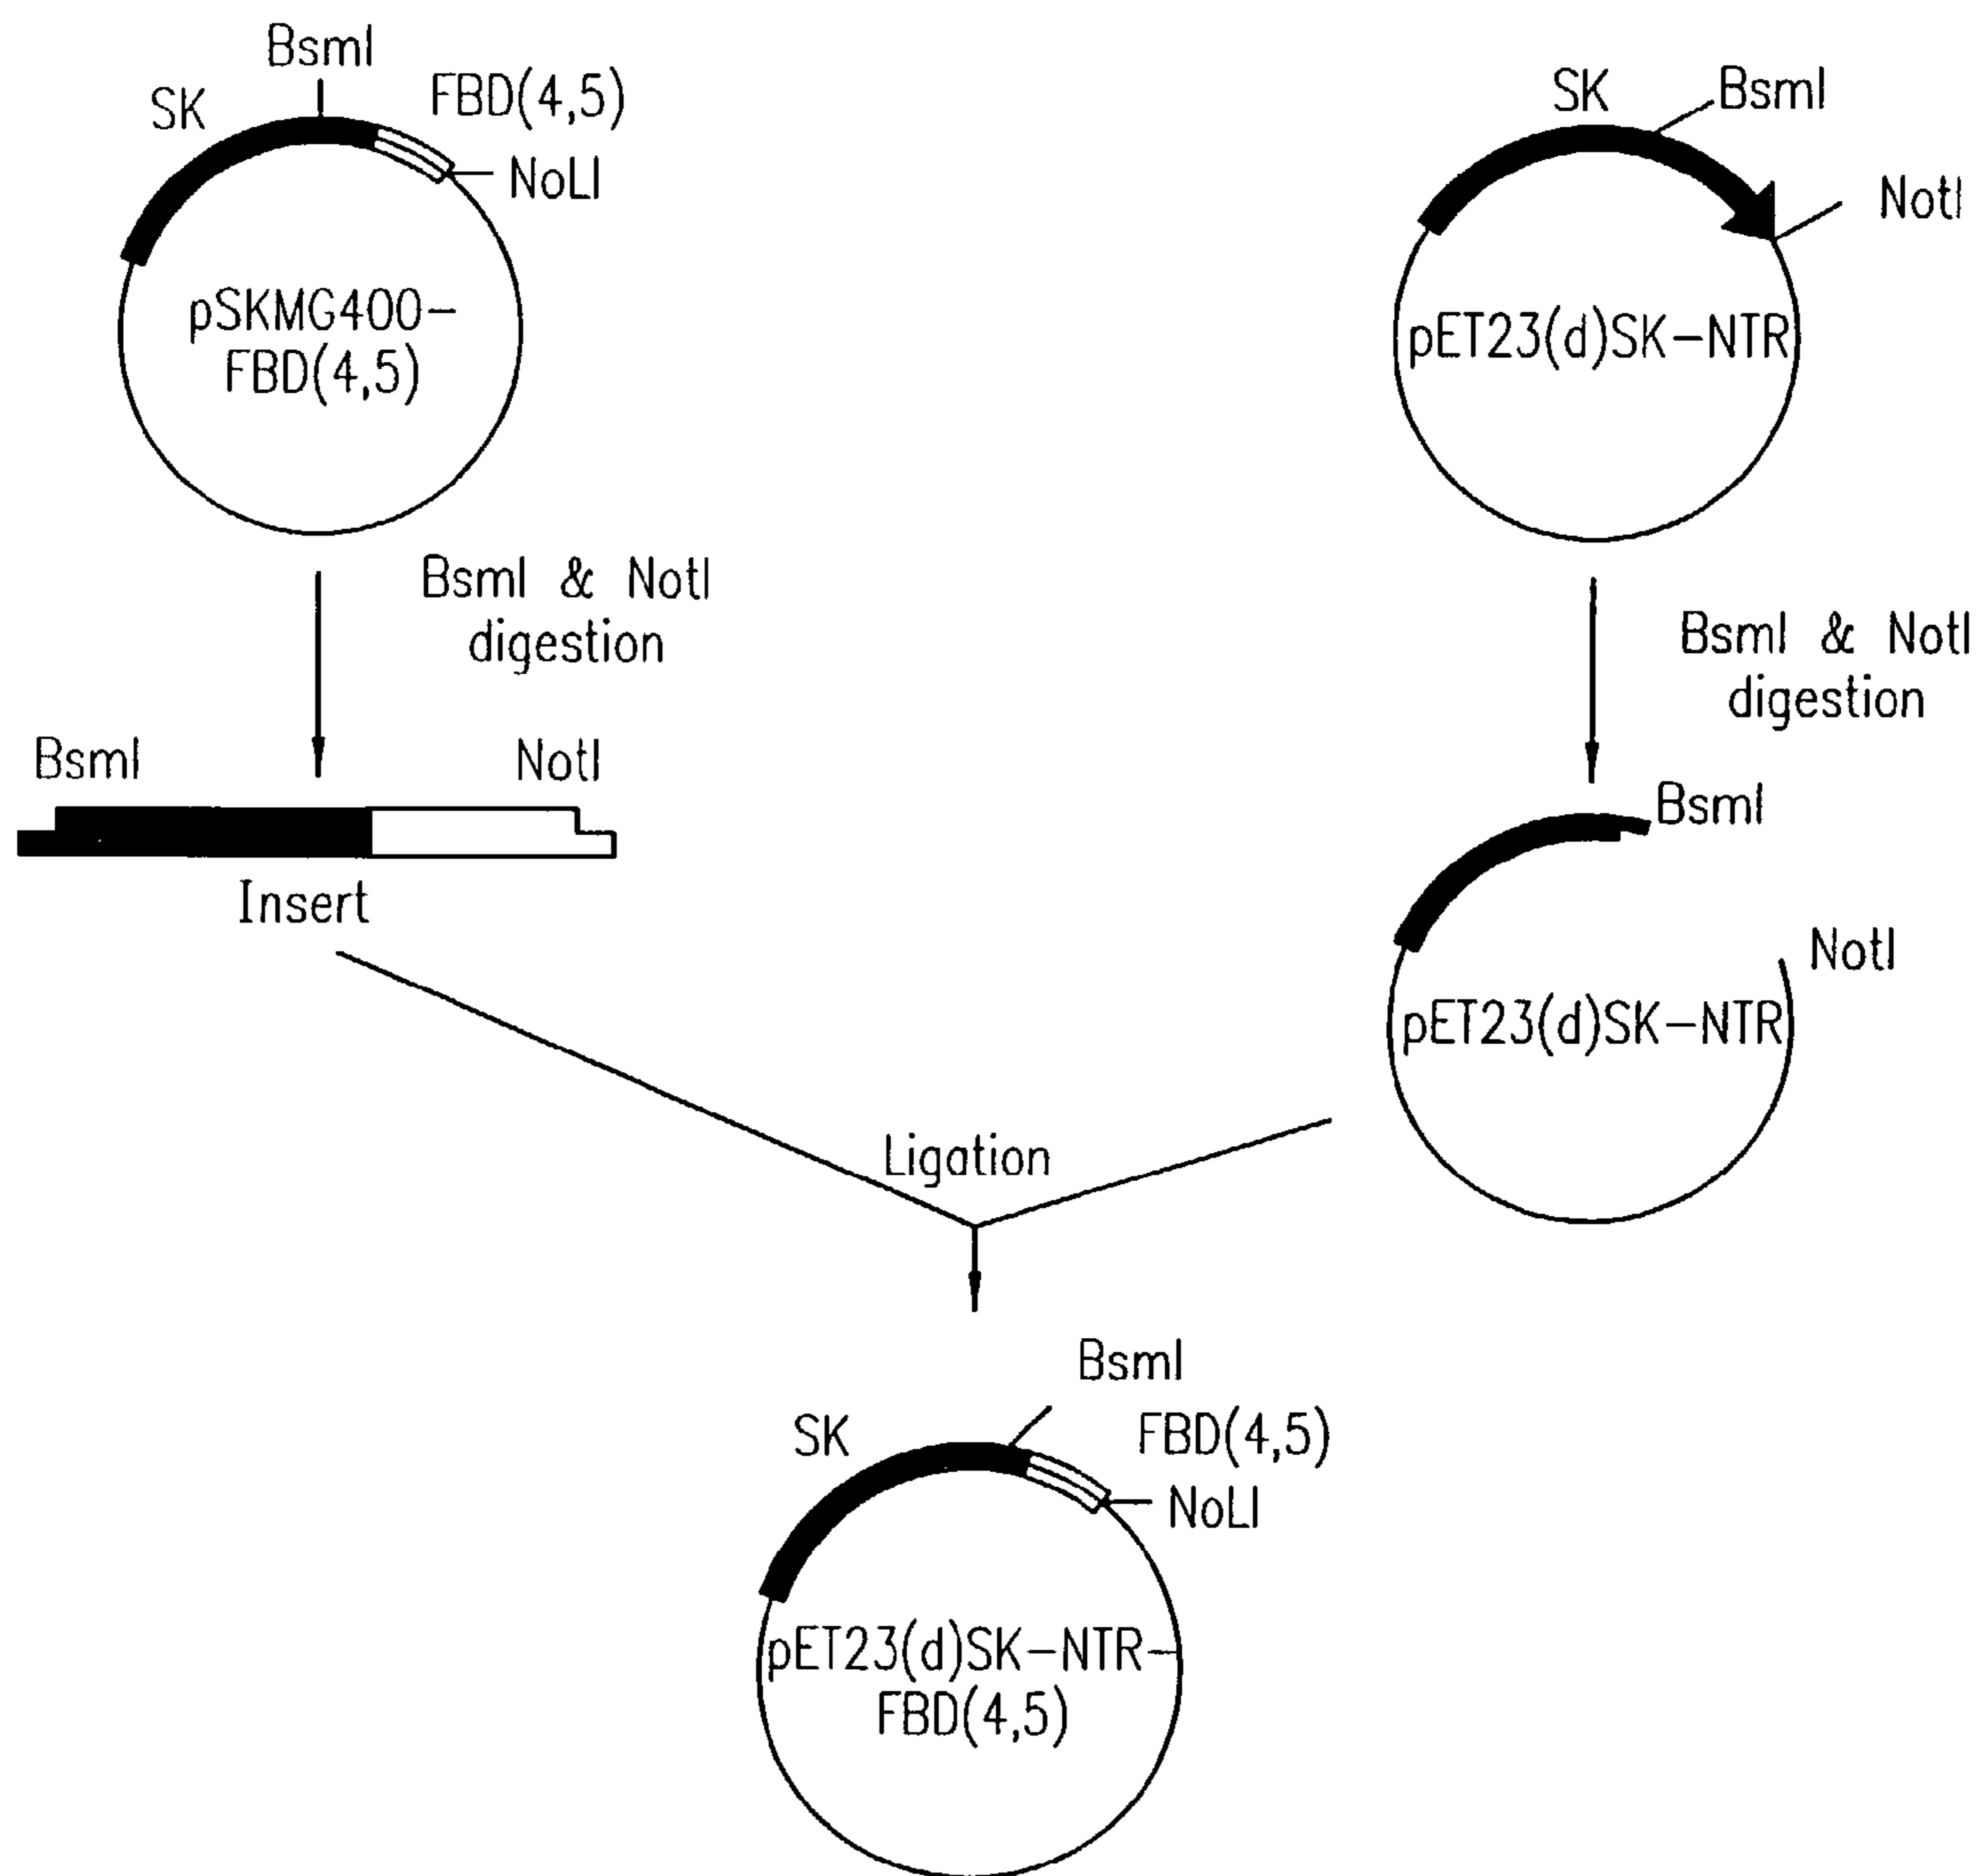 BsmI
SK
FBD(4,5)
NoLI
pSKMG400-
FBD(4,5)
SK
BsmI
NotI
pET23(d)SK-NTR
BsmI & NotI
digestion
BsmI & NotI
digestion
BsmI
NotI
Insert
BsmI
NotI
pET23(d)SK-NTR
Ligation
BsmI
SK
FBD(4,5)
NoLI
pET23(d)SK-NTR-
FBD(4,5)